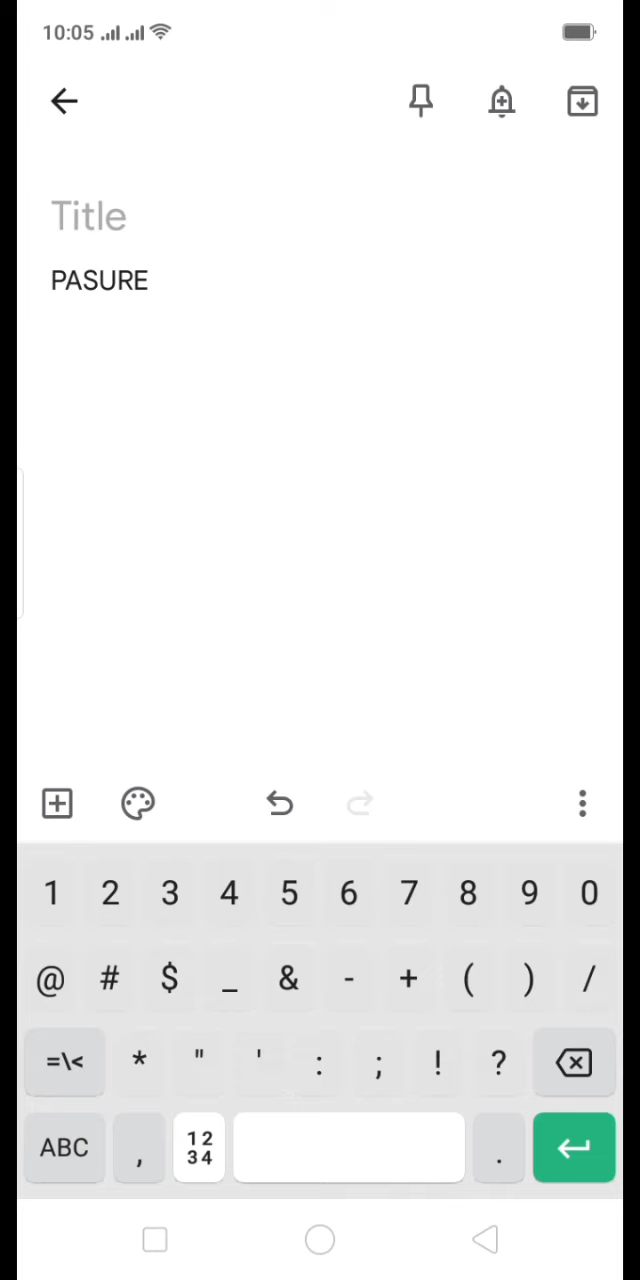 10:05
Title
PASURE
1 2 3 4 5 6 7 8 9 0
@ # $ _ & - + ( ) /
=\< * " ' : ; ! ?
ABC , 12 34 .